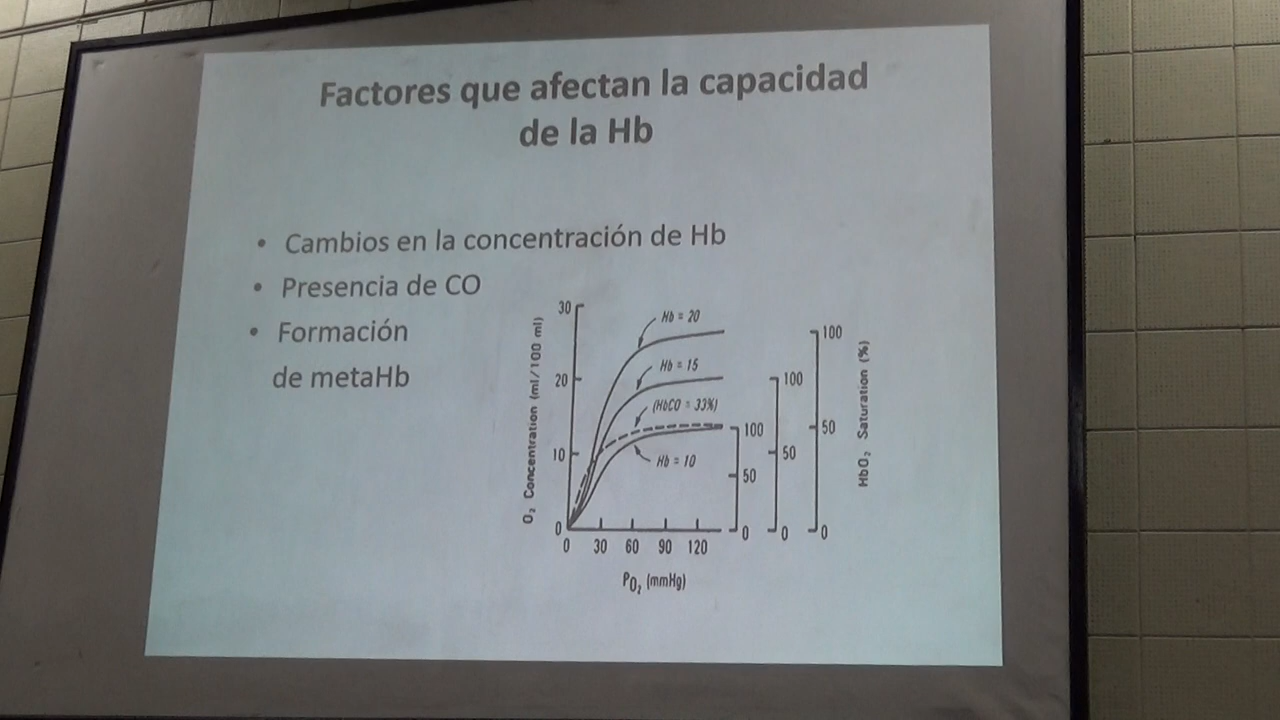 Factores que afectan la capacidad
de la Hb
• Cambios en la concentración de Hb
• Presencia de CO
• Formación
de metaHb
O₂ Concentration (ml/100 ml)
30
20
10
0
Hb = 20
Hb = 15
(HbCO = 33%)
Hb = 10
0 30 60 90 120
PO₂ (mmHg)
100
50
0
100
50
0
100
50
0
HbO₂ Saturation (%)